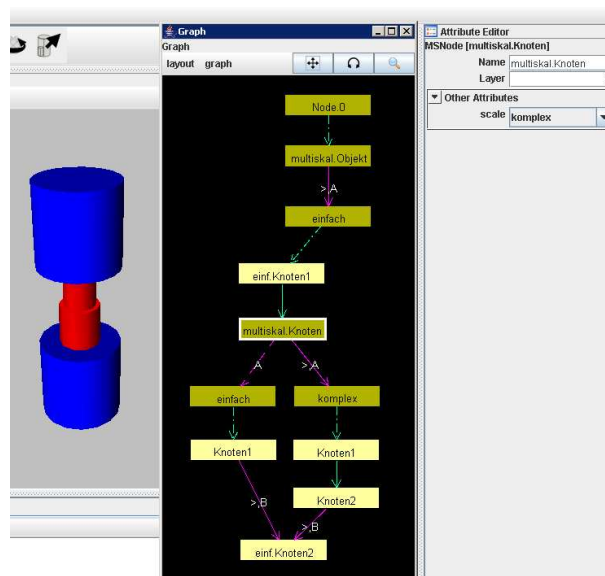 Graph
Graph
layout graph
Node.0
multiskal.Objekt
>,A
einfach
einf.Knoten1
multiskal.Knoten
A
>,A
einfach
komplex
Knoten1
Knoten1
>,B
Knoten2
>,B
einf.Knoten2
Attribute Editor
MSNode [multiskal.Knoten]
Name multiskal.Knoten
Layer
Other Attributes
scale komplex